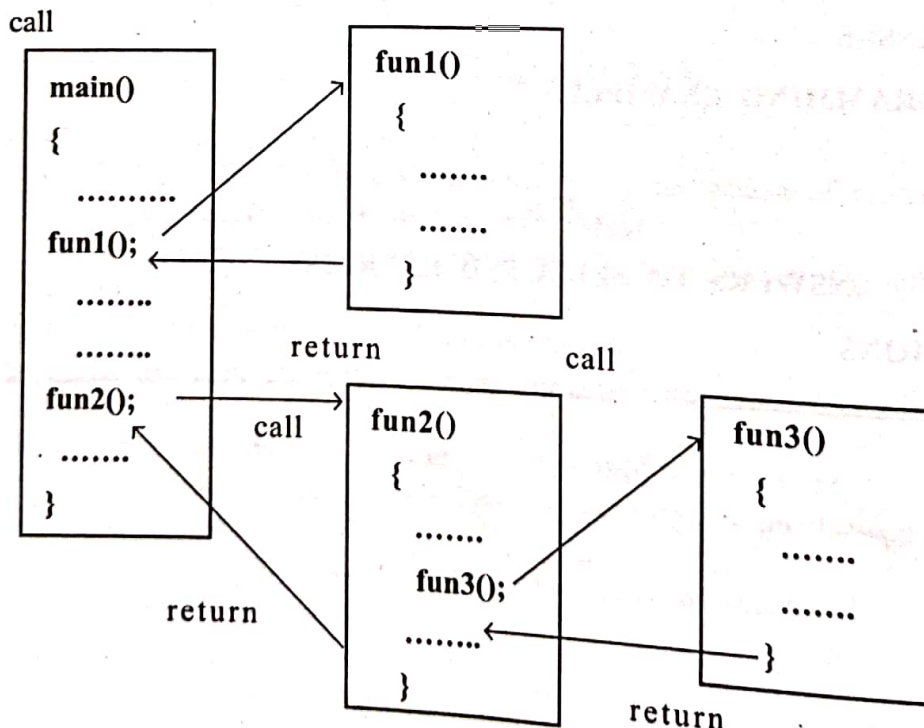 call
main()
{
..........
fun1();
........
........
fun2();
.......
}
fun1()
{
.......
.......
}
return
call
call
fun2()
{
.......
fun3();
........
}
return
fun3()
{
.......
.......
}
return